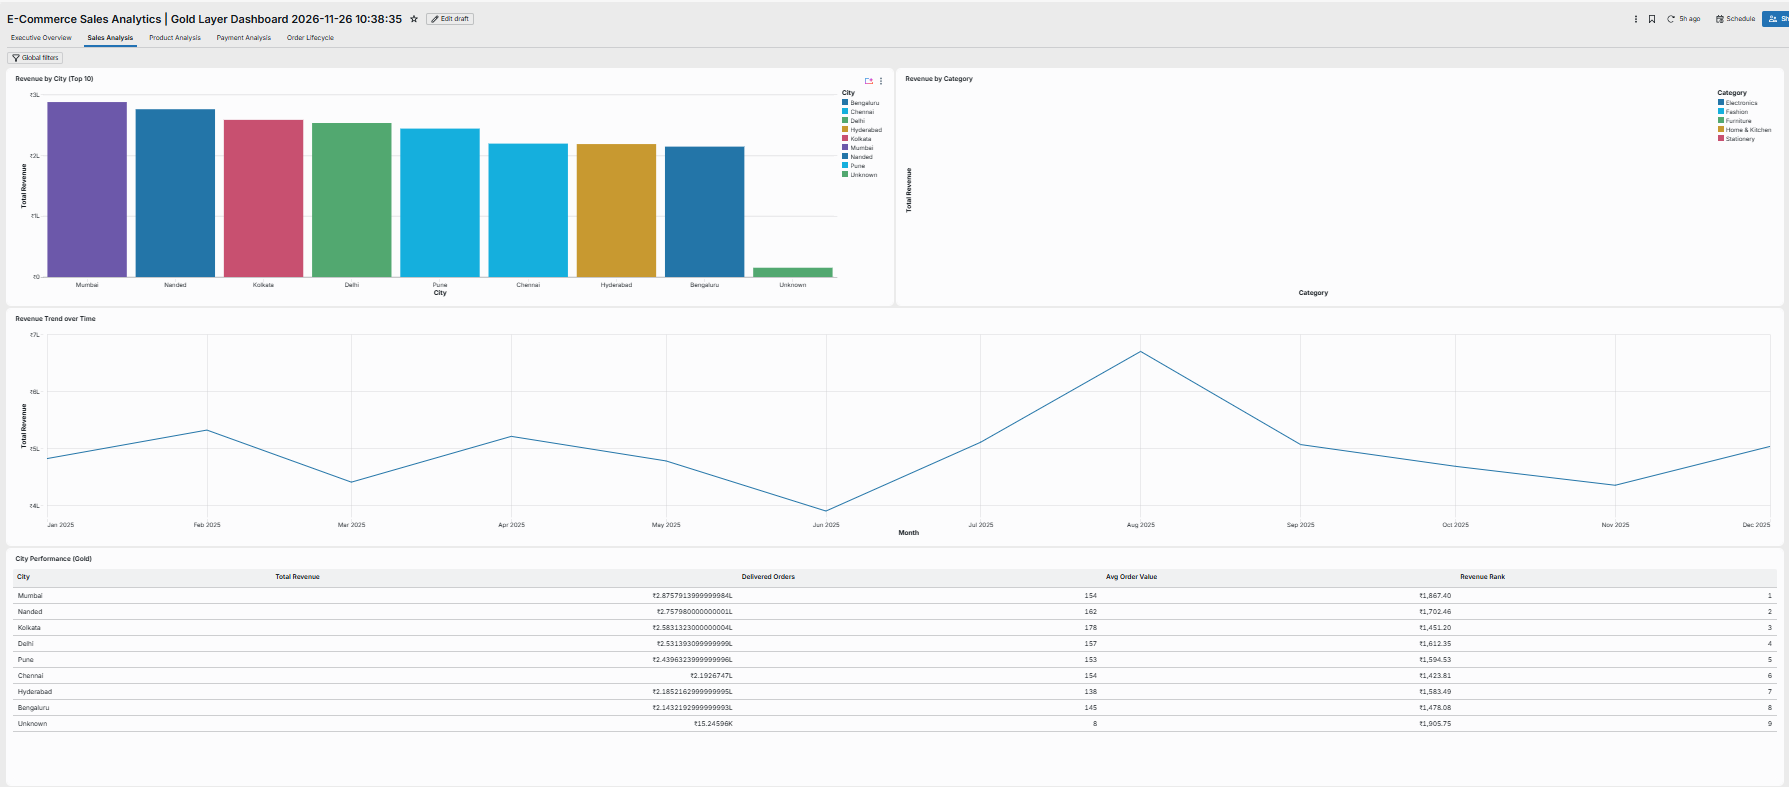 E-Commerce Sales Analytics | Gold Layer Dashboard 2026-11-26 10:38:35 Edit draft 5h ago Schedule Sh
Executive Overview Sales Analysis Product Analysis Payment Analysis Order Lifecycle
Global filters
Revenue by City (Top 10)
Total Revenue
₹3L
₹2L
₹1L
₹0
Mumbai Nanded Kolkata Delhi Pune Chennai Hyderabad Bengaluru Unknown
City
City
Bengaluru
Chennai
Delhi
Hyderabad
Kolkata
Mumbai
Nanded
Pune
Unknown
Revenue by Category
Total Revenue
Category
Category
Electronics
Fashion
Furniture
Home & Kitchen
Stationery
Revenue Trend over Time
Total Revenue
₹7L
₹6L
₹5L
₹4L
Jan 2025 Feb 2025 Mar 2025 Apr 2025 May 2025 Jun 2025 Jul 2025 Aug 2025 Sep 2025 Oct 2025 Nov 2025 Dec 2025
Month
City Performance (Gold)
City Total Revenue Delivered Orders Avg Order Value Revenue Rank
Mumbai ₹2.8757913999999984L 154 ₹1,867.40 1
Nanded ₹2.757980000000001L 162 ₹1,702.46 2
Kolkata ₹2.5831323000000004L 178 ₹1,451.20 3
Delhi ₹2.531393099999999L 157 ₹1,612.35 4
Pune ₹2.4396323999999996L 153 ₹1,594.53 5
Chennai ₹2.1926747L 154 ₹1,423.81 6
Hyderabad ₹2.1852162999999995L 138 ₹1,583.49 7
Bengaluru ₹2.1432192999999993L 145 ₹1,478.08 8
Unknown ₹15.24596K 8 ₹1,905.75 9